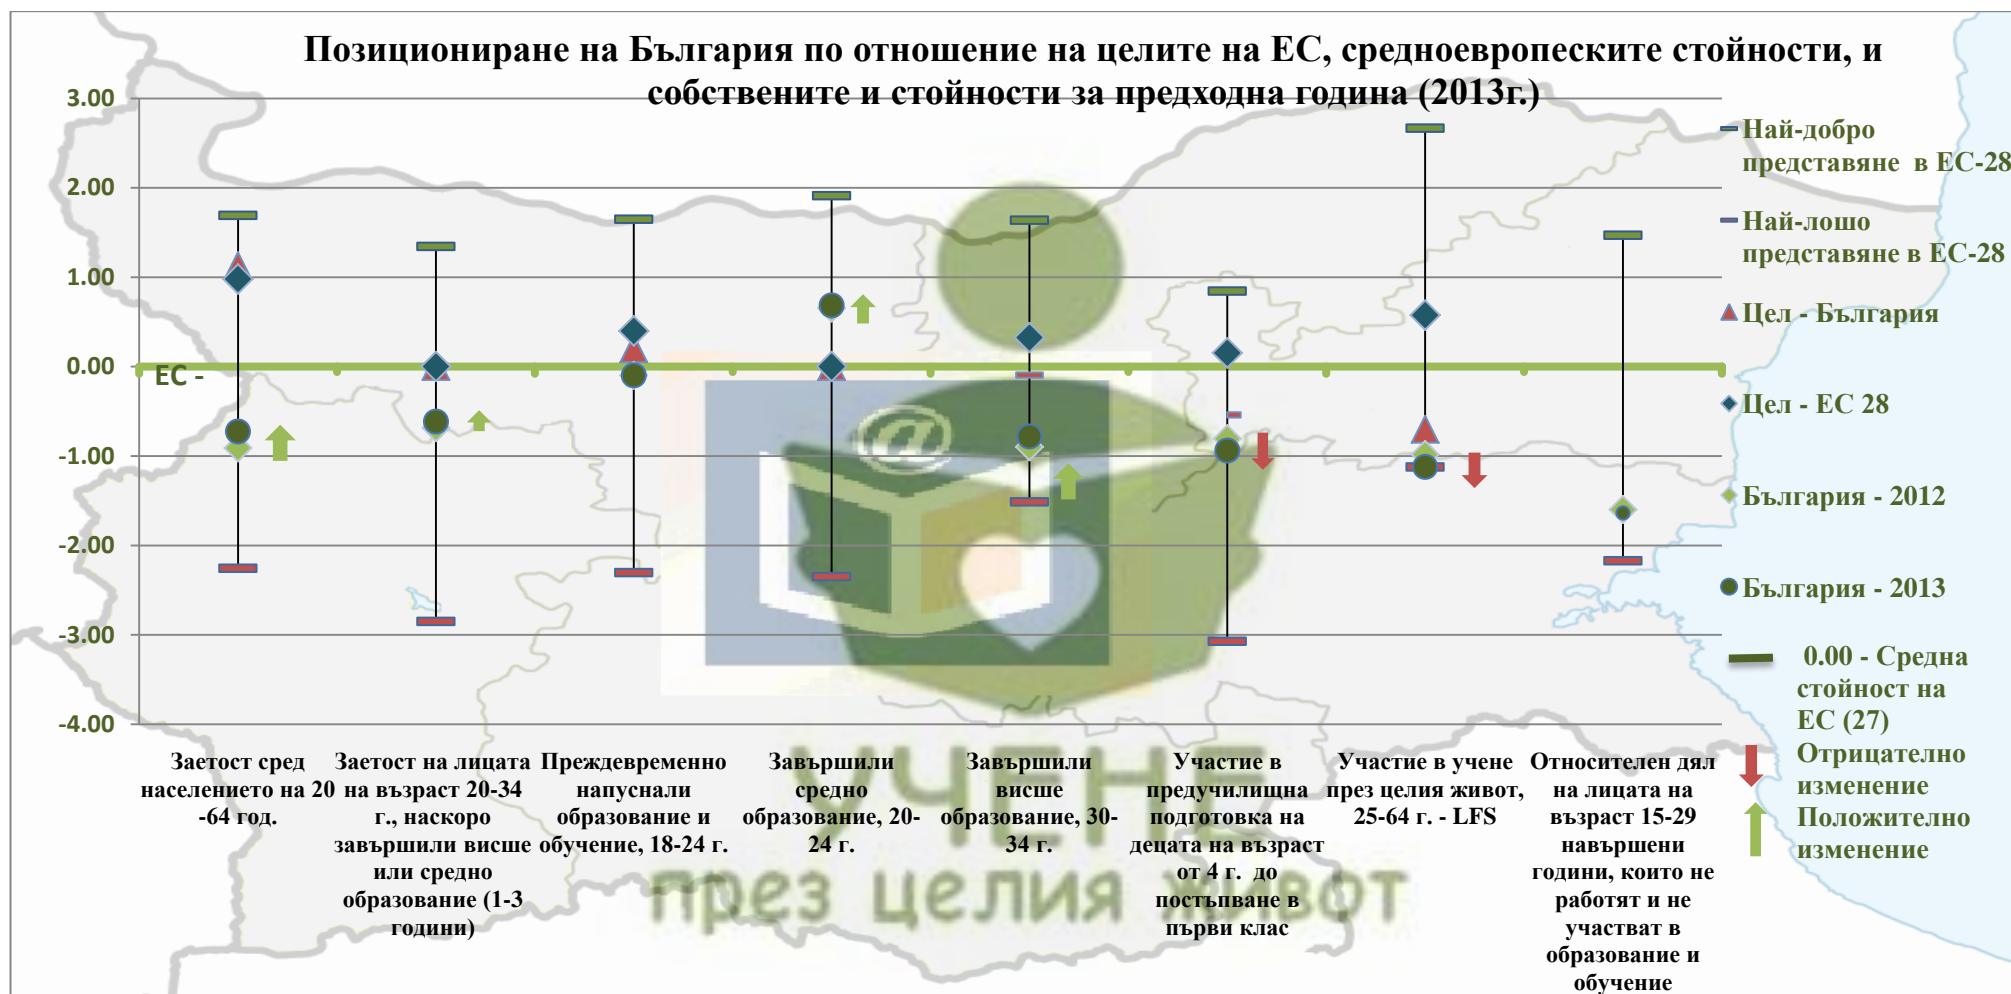 Позициониране на България по отношение на целите на ЕС, средноевропеските стойности, и
собствените и стойности за предходна година (2013г.)
3.00
2.00
1.00
0.00
-1.00
-2.00
-3.00
-4.00
ЕС -
Най-добро
представяне в ЕС-28
Най-лошо
представяне в ЕС-28
Цел - България
Цел - ЕС 28
България - 2012
България - 2013
0.00 - Средна
стойност на
ЕС (27)
Отрицателно
изменение
Положително
изменение
Заетост сред
населението на 20
-64 год.
Заетост на лицата
на възраст 20-34
г., наскоро
завършили висше
или средно
образование (1-3
години)
Преждевременно
напуснали
образование и
обучение, 18-24 г.
Завършили
средно
образование, 20-
24 г.
Завършили
висше
образование, 30-
34 г.
Участие в
предучилищна
подготовка на
децата на възраст
от 4 г. до
постъпване в
първи клас
Участие в учене
през целия живот,
25-64 г. - LFS
Относителен дял
на лицата на
възраст 15-29
навършени
години, които не
работят и не
участват в
образование и
обучение
@
УЧЕНЕ
през целия живот